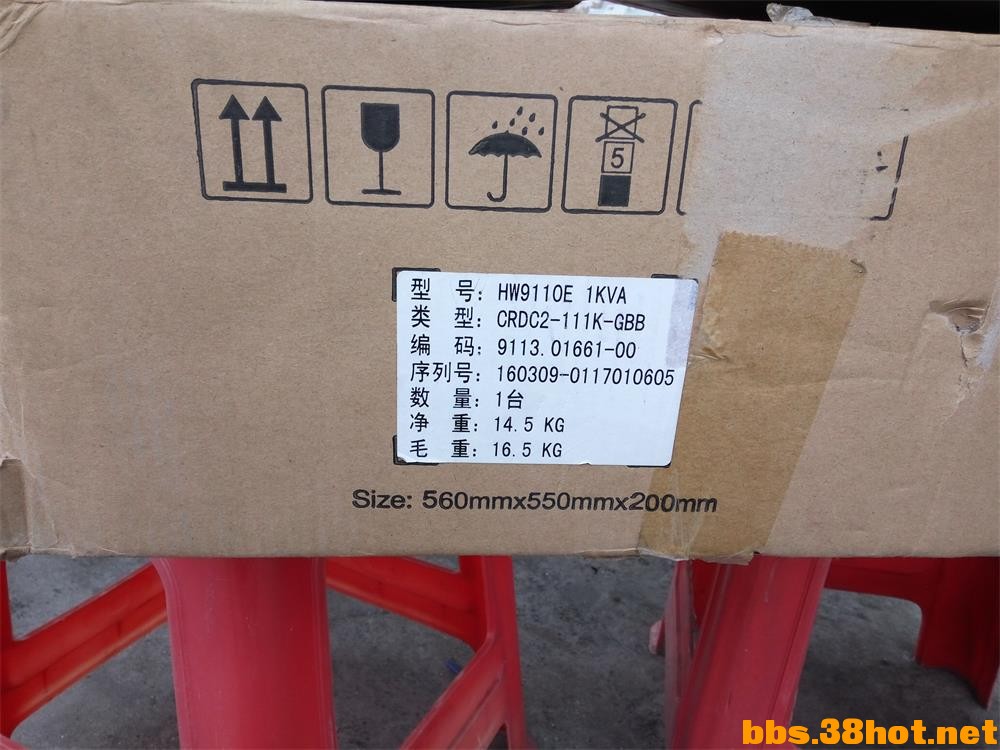 5
型 号: HW9110E 1KVA
类 型: CRDC2-111K-GBB
编 码: 9113.01661-00
序列号: 160309-0117010605
数 量: 1台
净 重: 14.5 KG
毛 重: 16.5 KG
Size: 560mmx550mmx200mm
bbs.38hot.net